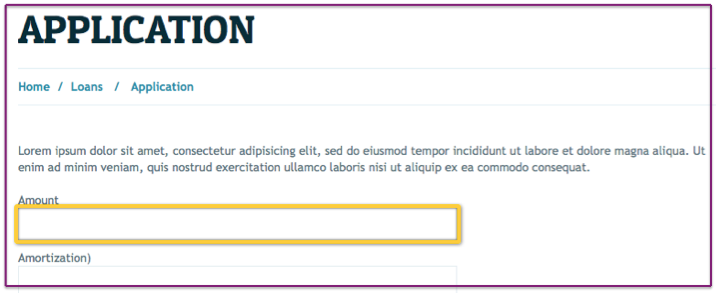 APPLICATION
Home / Loans / Application
Lorem ipsum dolor sit amet, consectetur adipisicing elit, sed do eiusmod tempor incididunt ut labore et dolore magna aliqua. Ut
enim ad minim veniam, quis nostrud exercitation ullamco laboris nisi ut aliquip ex ea commodo consequat.
Amount
Amortization)